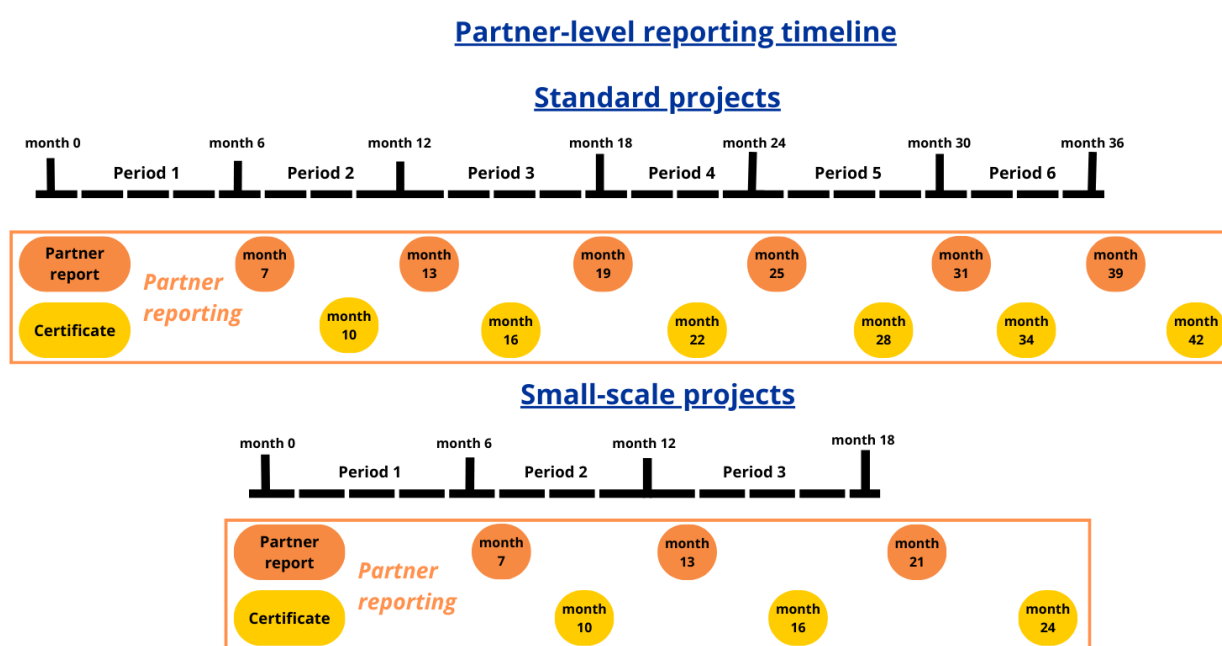 Partner-level reporting timeline
Standard projects
month 0 month 6 month 12 month 18 month 24 month 30 month 36
Period 1 Period 2 Period 3 Period 4 Period 5 Period 6
Partner
report
Partner
reporting
month
7
month
13
month
19
month
25
month
31
month
39
Certificate
month
10
month
16
month
22
month
28
month
34
month
42
Small-scale projects
month 0 month 6 month 12 month 18
Period 1 Period 2 Period 3
Partner
report
Partner
reporting
month
7
month
13
month
21
Certificate
month
10
month
16
month
24